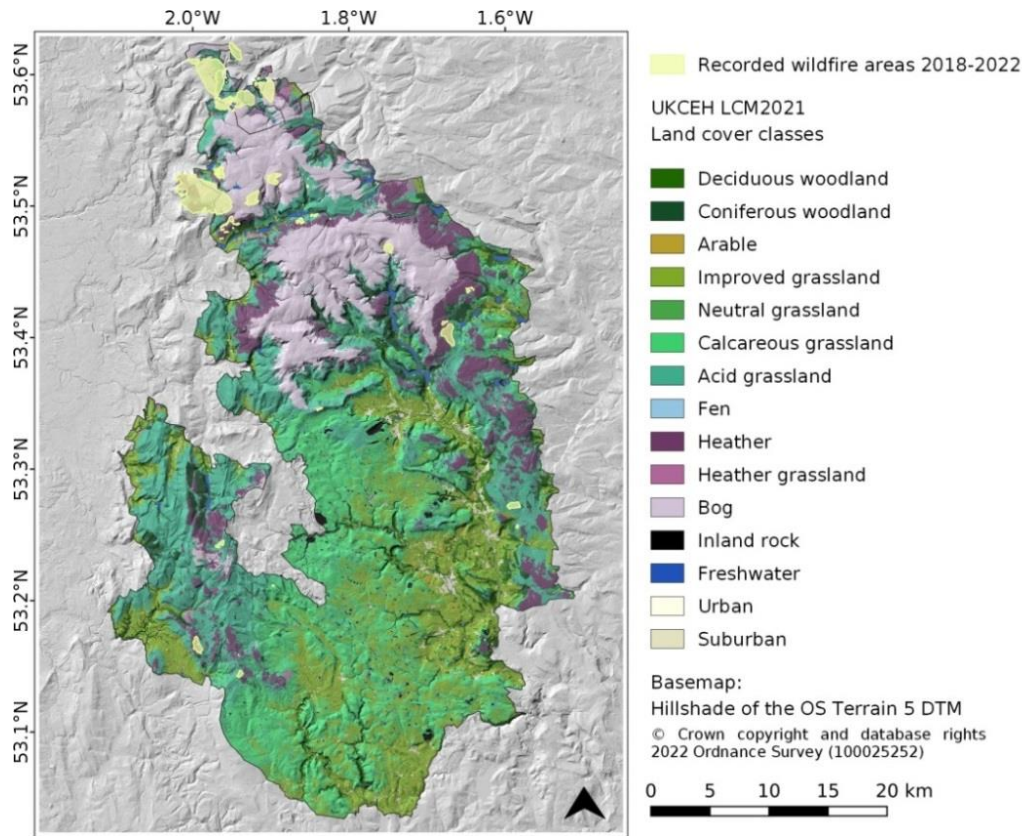 2.0°W 1.8°W 1.6°W
53.6°N
53.5°N
53.4°N
53.3°N
53.2°N
53.1°N
Recorded wildfire areas 2018-2022
UKCEH LCM2021
Land cover classes
Deciduous woodland
Coniferous woodland
Arable
Improved grassland
Neutral grassland
Calcareous grassland
Acid grassland
Fen
Heather
Heather grassland
Bog
Inland rock
Freshwater
Urban
Suburban
Basemap:
Hillshade of the OS Terrain 5 DTM
© Crown copyright and database rights
2022 Ordnance Survey (100025252)
0 5 10 15 20 km